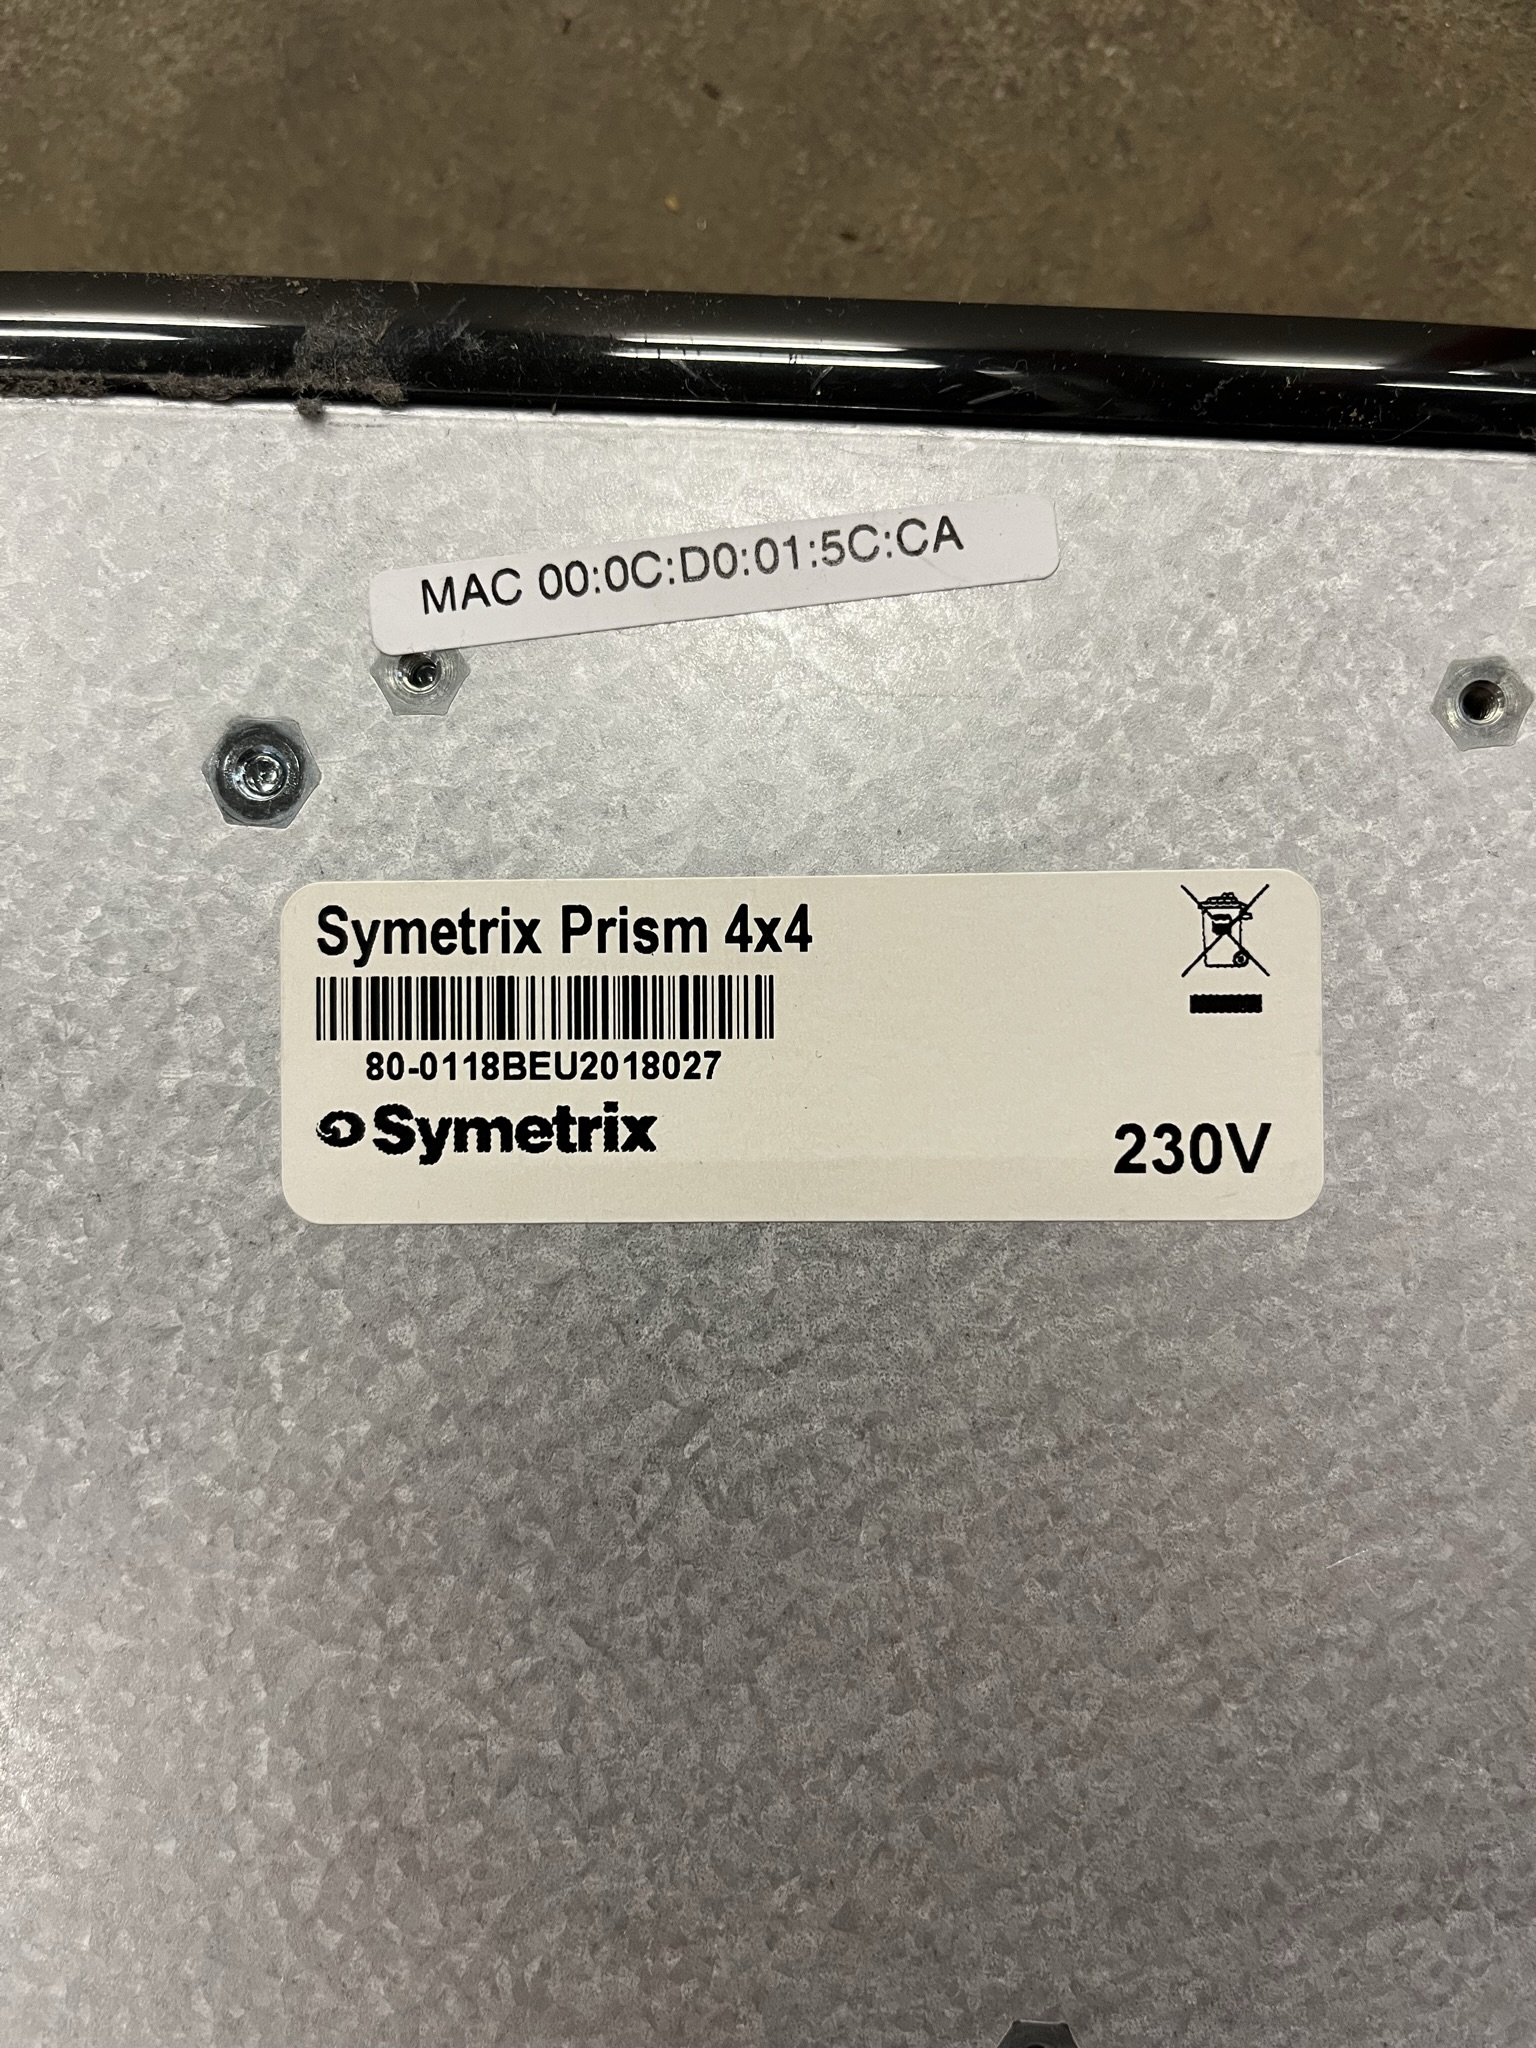 MAC 00:0C:D0:01:5C:CA
Symetrix Prism 4x4
80-0118BEU2018027
Symetrix
230V